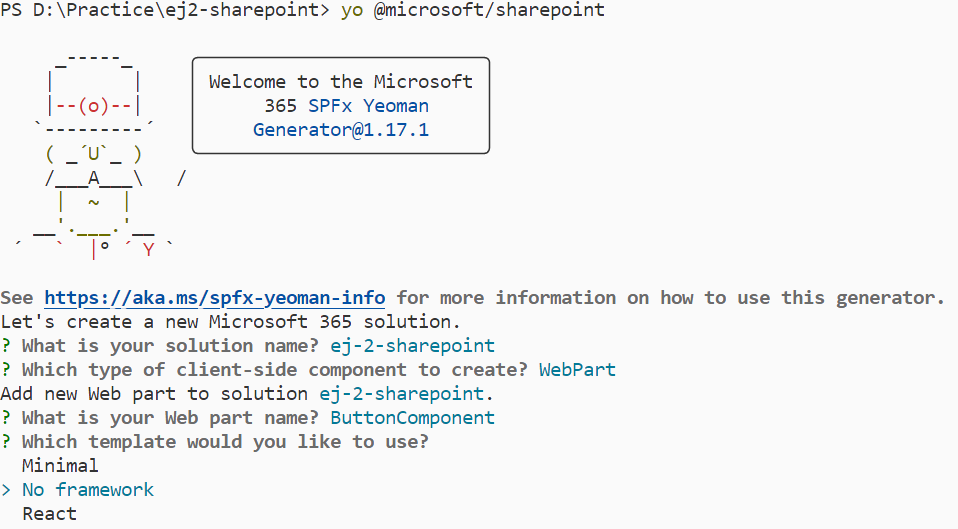 PS D:\Practice\ej2-sharepoint> yo @microsoft/sharepoint
Welcome to the Microsoft
365 SPFx Yeoman
Generator@1.17.1
See https://aka.ms/spfx-yeoman-info for more information on how to use this generator.
Let's create a new Microsoft 365 solution.
? What is your solution name? ej-2-sharepoint
? Which type of client-side component to create? WebPart
Add new Web part to solution ej-2-sharepoint.
? What is your Web part name? ButtonComponent
? Which template would you like to use?
Minimal
> No framework
React